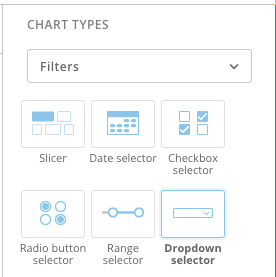 CHART TYPES
Filters
Slicer
Date selector
Checkbox
selector
Radio button
selector
Range
selector
Dropdown
selector